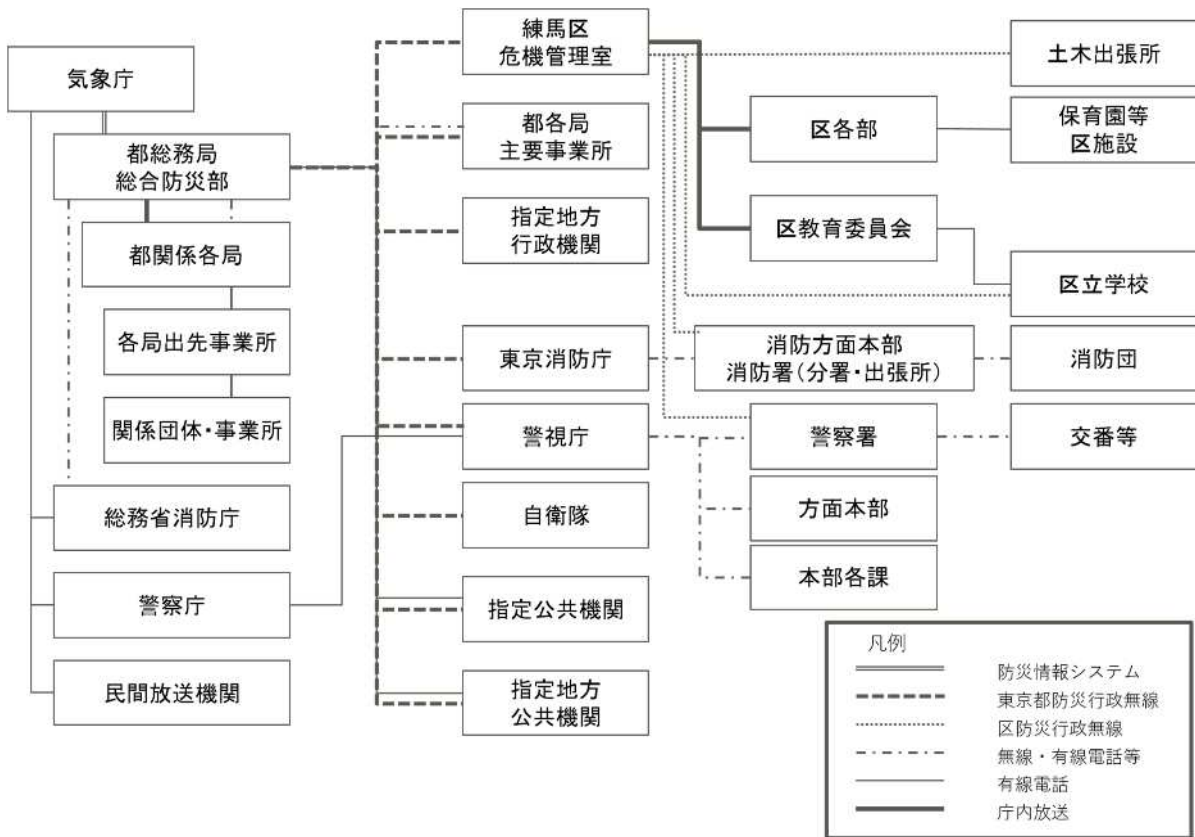 気象庁
都総務局
総合防災部
都関係各局
各局出先事業所
関係団体・事業所
総務省消防庁
警察庁
民間放送機関
練馬区
危機管理室
都各局
主要事業所
指定地方
行政機関
東京消防庁
警視庁
自衛隊
指定公共機関
指定地方
公共機関
区各部
区教育委員会
消防方面本部
消防署(分署・出張所)
警察署
方面本部
本部各課
土木出張所
保育園等
区施設
区立学校
消防団
交番等
凡例
防災情報システム
東京都防災行政無線
区防災行政無線
無線・有線電話等
有線電話
庁内放送